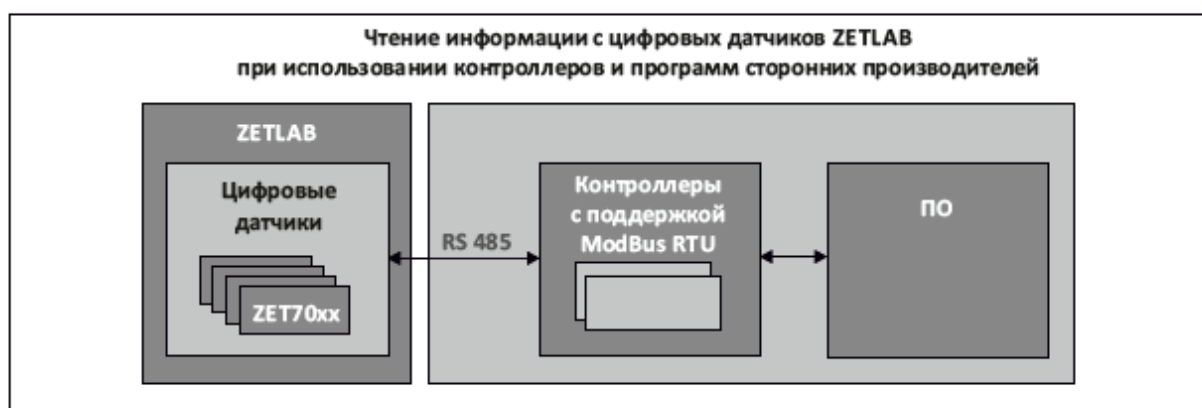 Чтение информации с цифровых датчиков ZETLAB
при использовании контроллеров и программ сторонних производителей
ZETLAB
Цифровые
датчики
ZET70xx
RS 485
Контроллеры
с поддержкой
ModBus RTU
ПО